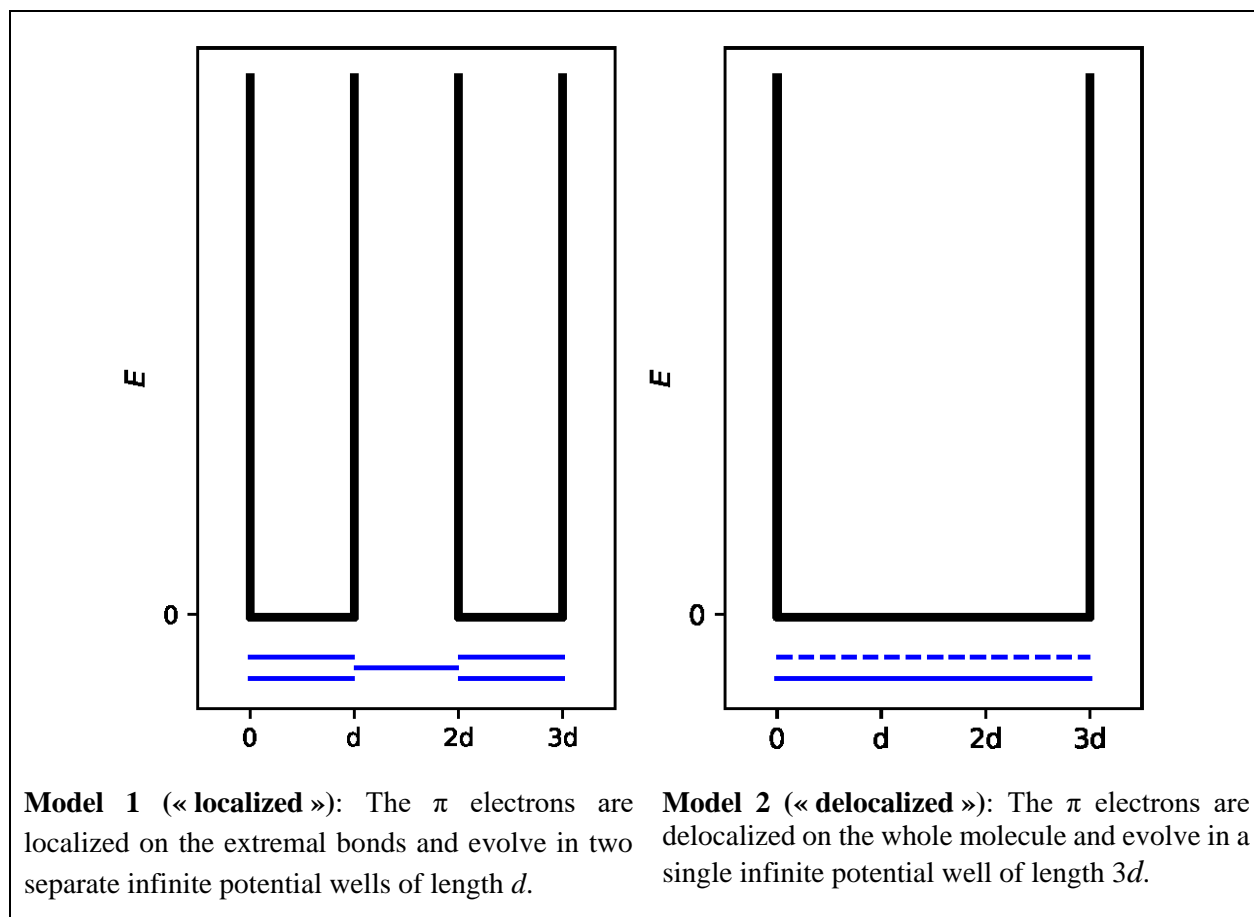 E
0
0 d 2d 3d
E
0
0 d 2d 3d
Model 1 (« localized »): The π electrons are
localized on the extremal bonds and evolve in two
separate infinite potential wells of length d.
Model 2 (« delocalized »): The π electrons are
delocalized on the whole molecule and evolve in a
single infinite potential well of length 3d.